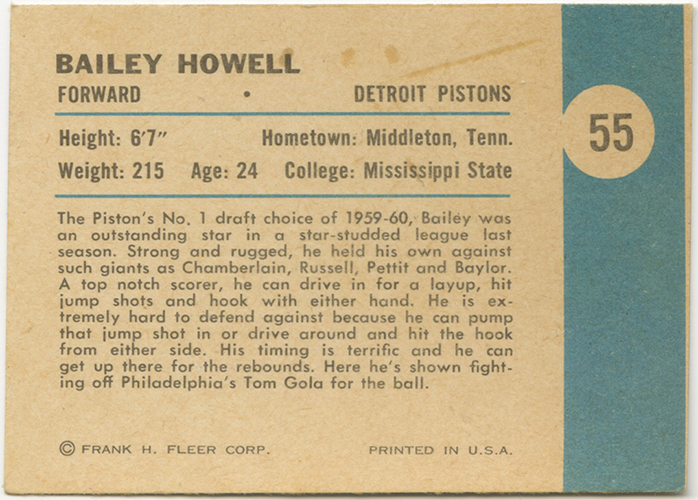 BAILEY HOWELL
FORWARD • DETROIT PISTONS
Height: 6'7" Hometown: Middleton, Tenn.
Weight: 215 Age: 24 College: Mississippi State
55
The Piston's No. 1 draft choice of 1959-60, Bailey was
an outstanding star in a star-studded league last
season. Strong and rugged, he held his own against
such giants as Chamberlain, Russell, Pettit and Baylor.
A top notch scorer, he can drive in for a layup, hit
jump shots and hook with either hand. He is ex-
tremely hard to defend against because he can pump
that jump shot in or drive around and hit the hook
from either side. His timing is terrific and he can
get up there for the rebounds. Here he's shown fight-
ing off Philadelphia's Tom Gola for the ball.
© FRANK H. FLEER CORP. PRINTED IN U.S.A.